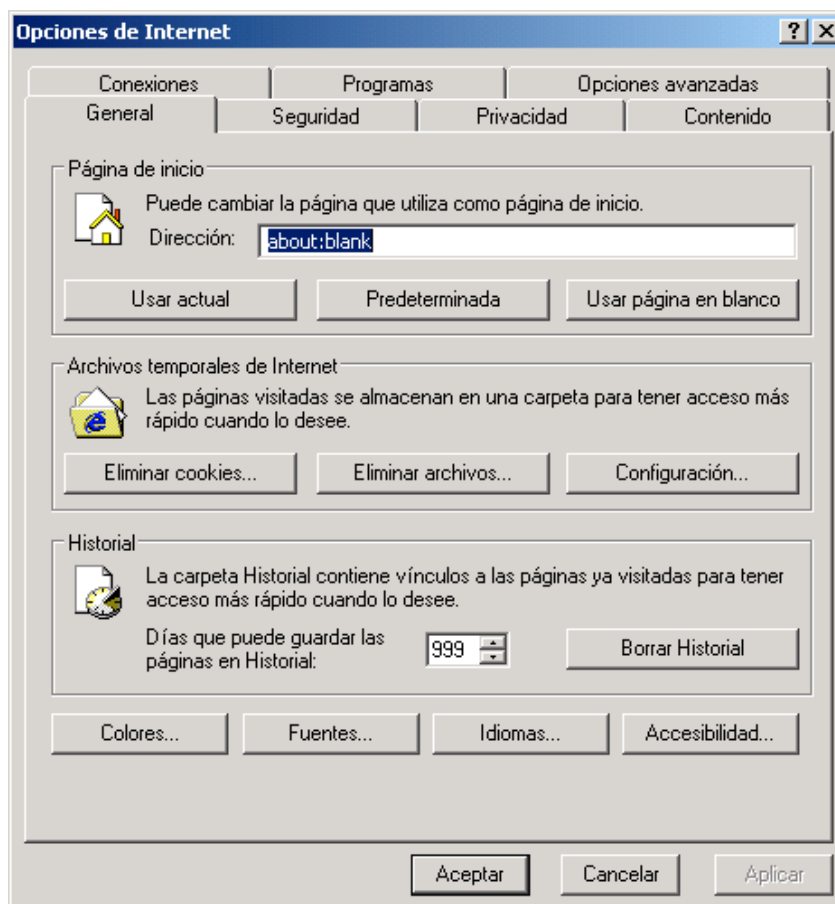 Opciones de Internet
Conexiones Programas Opciones avanzadas
General Seguridad Privacidad Contenido
Página de inicio
Puede cambiar la página que utiliza como página de inicio.
Dirección: about:blank
Usar actual Predeterminada Usar página en blanco
Archivos temporales de Internet
Las páginas visitadas se almacenan en una carpeta para tener acceso más
rápido cuando lo desee.
Eliminar cookies... Eliminar archivos... Configuración...
Historial
La carpeta Historial contiene vínculos a las páginas ya visitadas para tener
acceso más rápido cuando lo desee.
Días que puede guardar las
páginas en Historial: 999 Borrar Historial
Colores... Fuentes... Idiomas... Accesibilidad...
Aceptar Cancelar Aplicar